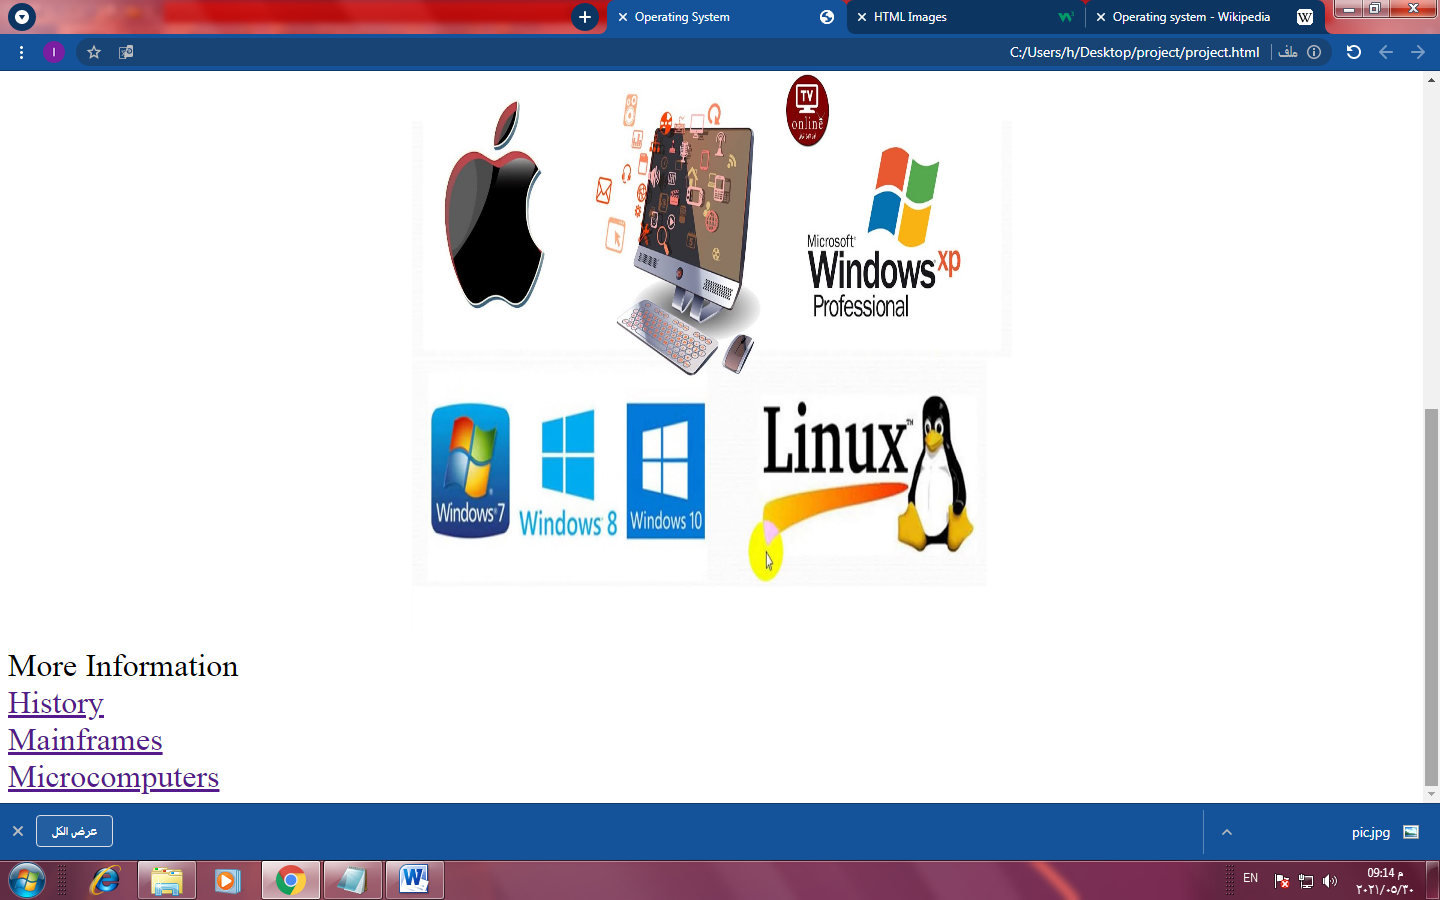 Operating System
HTML Images
Operating system - Wikipedia
W
I
C:/Users/h/Desktop/project/project.html
ملف
TV
online
Microsoft®
Windows xp
Professional
Windows® 7
Windows® 8
Windows 10
Linux™
More Information
History
Mainframes
Microcomputers
عرض الكل
pic.jpg
EN
09:14 م
٢٠٢١/٠٥/٣٠